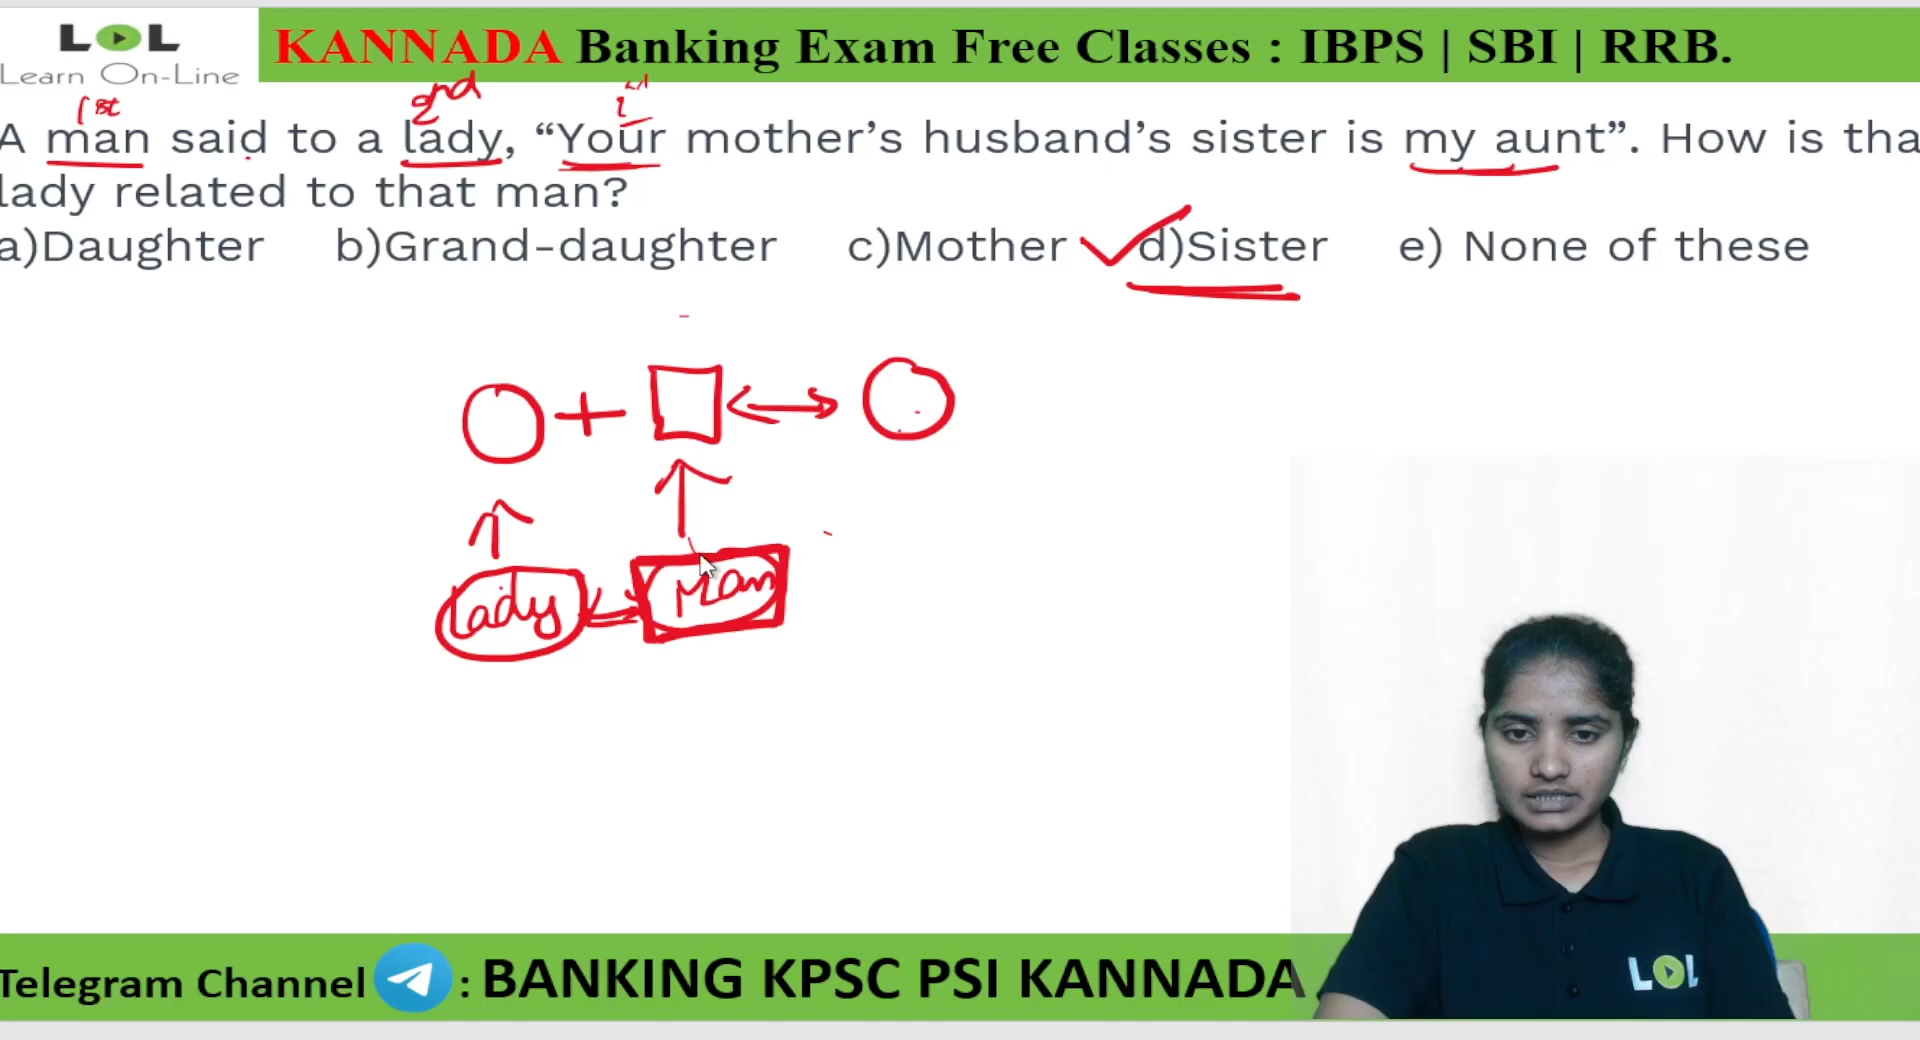 LOL
Learn On-Line
KANNADA Banking Exam Free Classes : IBPS | SBI | RRB.
1st
2nd
A man said to a lady, “Your mother’s husband’s sister is my aunt”. How is tha
lady related to that man?
a)Daughter b)Grand-daughter c)Mother d)Sister e) None of these
lady
Man
LOL
Telegram Channel : BANKING KPSC PSI KANNADA